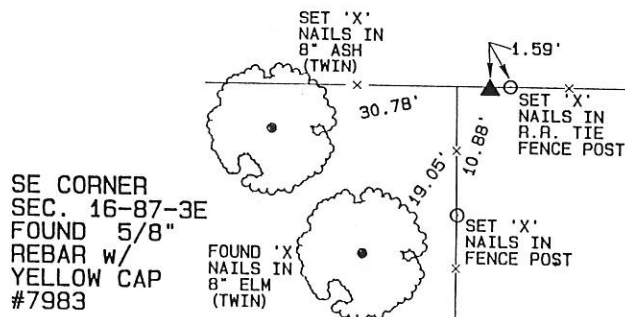 SET 'X'
NAILS IN
8" ASH
(TWIN)
1.59'
30.78'
SET 'X'
NAILS IN
R.R. TIE
FENCE POST
10.88'
19.05'
SE CORNER
SEC. 16-87-3E
FOUND 5/8"
REBAR W/
YELLOW CAP
#7983
FOUND 'X
NAILS IN
8" ELM
(TWIN)
SET 'X'
NAILS IN
FENCE POST